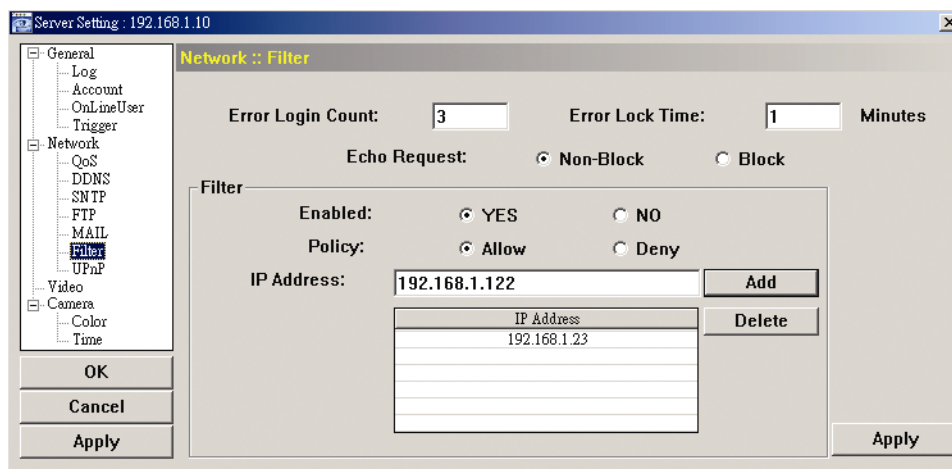 Server Setting : 192.168.1.10
General
Log
Account
OnLineUser
Trigger
Network
QoS
DDNS
SNTP
FTP
MAIL
Filter
UPnP
Video
Camera
Color
Time
OK
Cancel
Apply
Network :: Filter
Error Login Count: 3 Error Lock Time: 1 Minutes
Echo Request: Non-Block Block
Filter
Enabled: YES NO
Policy: Allow Deny
IP Address: 192.168.1.122 Add
IP Address Delete
192.168.1.23
Apply